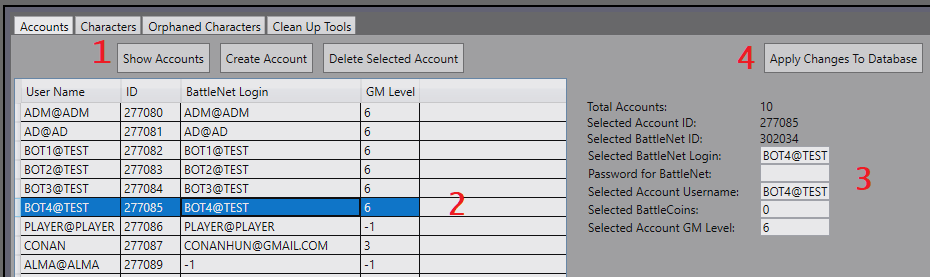 Accounts Characters Orphaned Characters Clean Up Tools
1 Show Accounts Create Account Delete Selected Account 4 Apply Changes To Database
User Name ID BattleNet Login GM Level
ADM@ADM 277080 ADM@ADM 6
AD@AD 277081 AD@AD 6
BOT1@TEST 277082 BOT1@TEST 6
BOT2@TEST 277083 BOT2@TEST 6
BOT3@TEST 277084 BOT3@TEST 6
BOT4@TEST 277085 BOT4@TEST 6 2
PLAYER@PLAYER 277086 PLAYER@PLAYER -1
CONAN 277087 CONANHUN@GMAIL.COM 3
ALMA@ALMA 277089 -1 -1
Total Accounts: 10
Selected Account ID: 277085
Selected BattleNet ID: 302034
Selected BattleNet Login: BOT4@TEST
Password for BattleNet: 3
Selected Account Username: BOT4@TEST
Selected BattleCoins: 0
Selected Account GM Level: 6